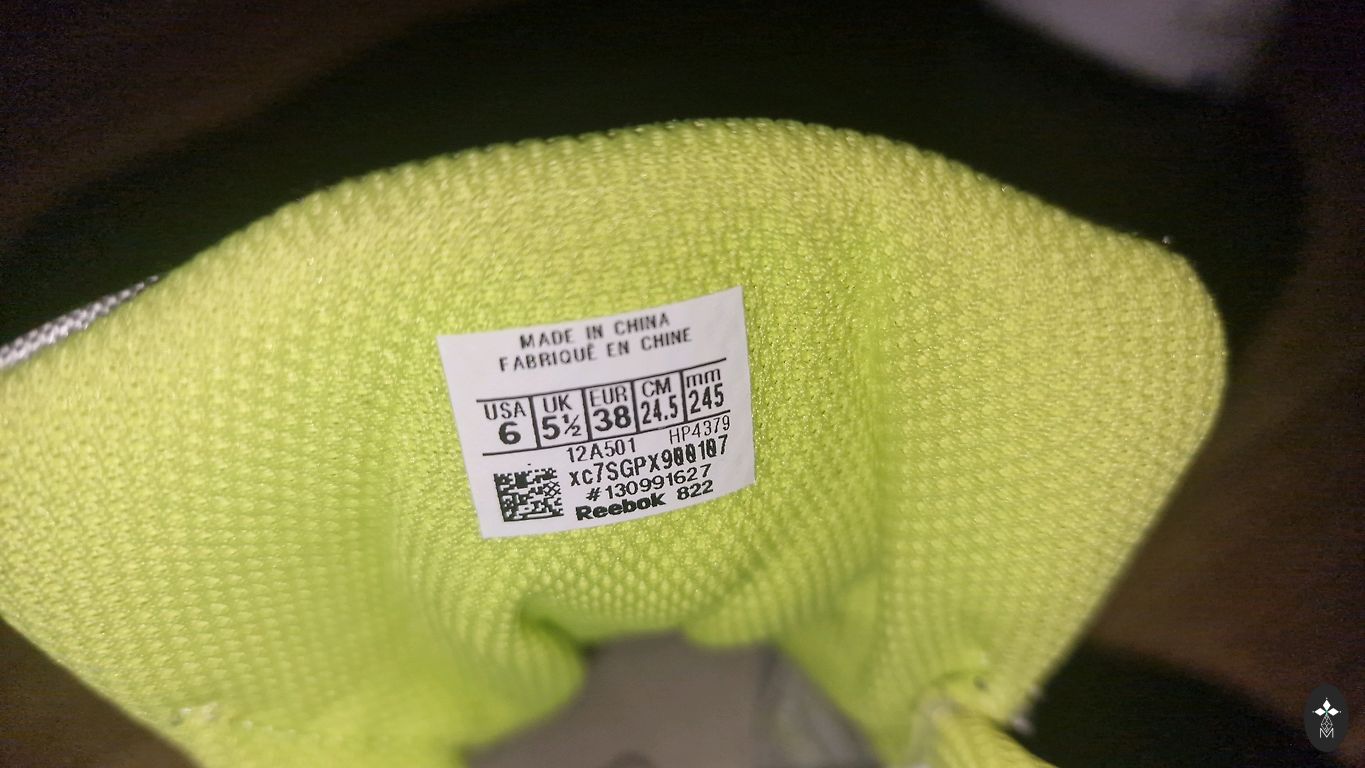 MADE IN CHINA
FABRIQUÉ EN CHINE
USA UK EUR CM mm
6 5½ 38 24.5 245
12A501 HP4379
xc7SGPX900107
#130991627
Reebok 822
M